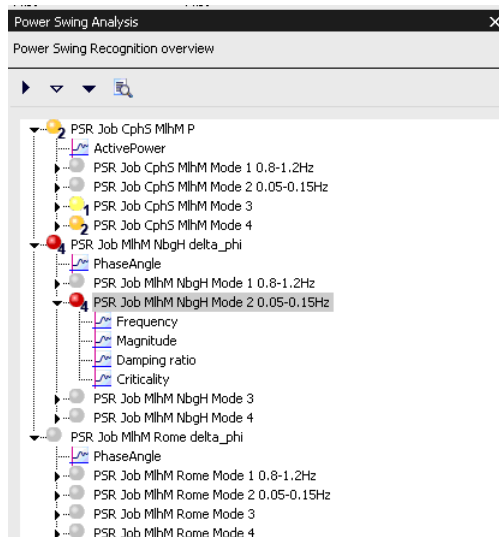 Power Swing Analysis
Power Swing Recognition overview
2 PSR Job CphS MlhM P
ActivePower
PSR Job CphS MlhM Mode 1 0.8-1.2Hz
PSR Job CphS MlhM Mode 2 0.05-0.15Hz
1 PSR Job CphS MlhM Mode 3
2 PSR Job CphS MlhM Mode 4
4 PSR Job MlhM NbgH delta_phi
PhaseAngle
PSR Job MlhM NbgH Mode 1 0.8-1.2Hz
4 PSR Job MlhM NbgH Mode 2 0.05-0.15Hz
Frequency
Magnitude
Damping ratio
Criticality
PSR Job MlhM NbgH Mode 3
PSR Job MlhM NbgH Mode 4
PSR Job MlhM Rome delta_phi
PhaseAngle
PSR Job MlhM Rome Mode 1 0.8-1.2Hz
PSR Job MlhM Rome Mode 2 0.05-0.15Hz
PSR Job MlhM Rome Mode 3
PSR Job MlhM Rome Mode 4